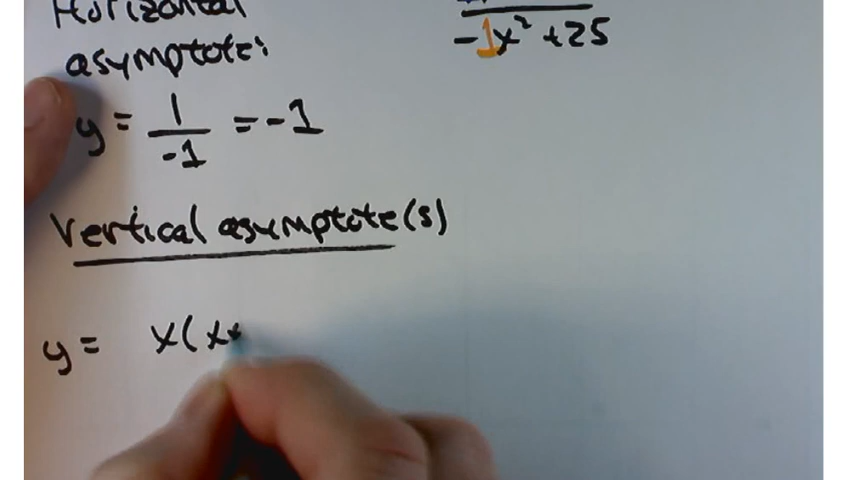 Horizontal
asymptote:
-1x² +25
y = 1/-1 = -1
Vertical asymptote(s)
y = x(x+